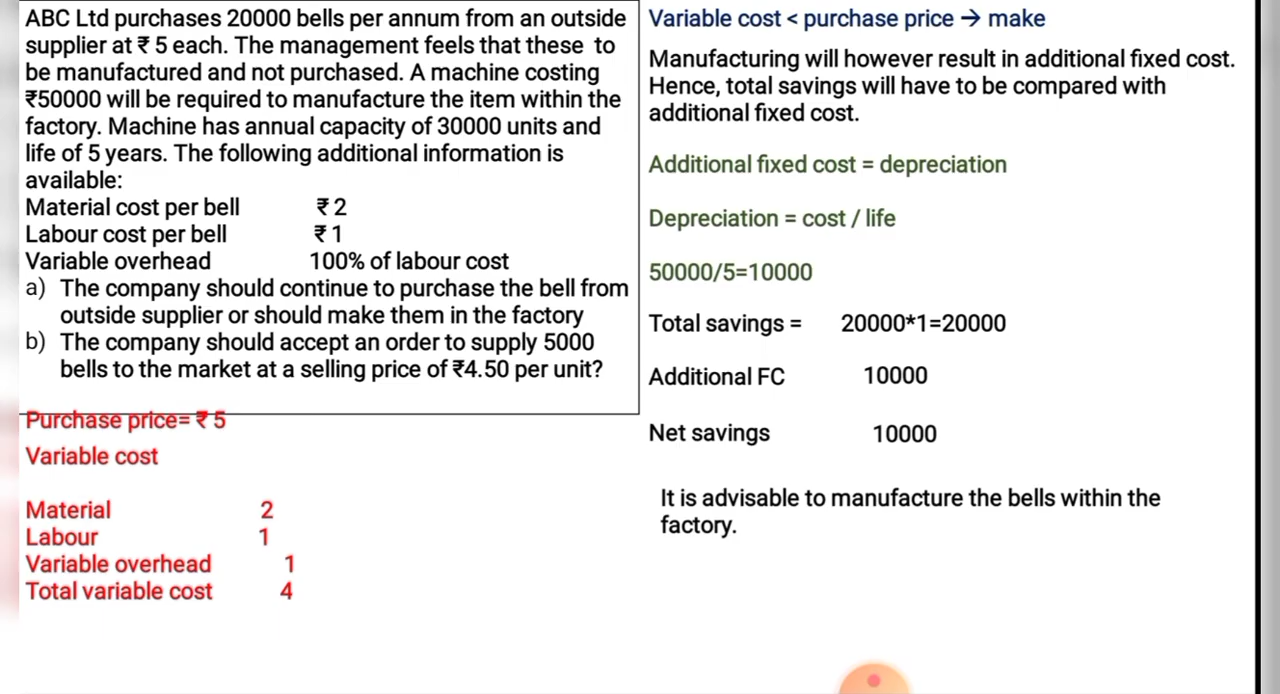 ABC Ltd purchases 20000 bells per annum from an outside
supplier at ₹ 5 each. The management feels that these to
be manufactured and not purchased. A machine costing
₹50000 will be required to manufacture the item within the
factory. Machine has annual capacity of 30000 units and
life of 5 years. The following additional information is
available:
Material cost per bell ₹ 2
Labour cost per bell ₹ 1
Variable overhead 100% of labour cost
a) The company should continue to purchase the bell from
outside supplier or should make them in the factory
b) The company should accept an order to supply 5000
bells to the market at a selling price of ₹4.50 per unit?
Purchase price= ₹ 5
Variable cost
Material 2
Labour 1
Variable overhead 1
Total variable cost 4
Variable cost < purchase price → make
Manufacturing will however result in additional fixed cost.
Hence, total savings will have to be compared with
additional fixed cost.
Additional fixed cost = depreciation
Depreciation = cost / life
50000/5=10000
Total savings = 20000*1=20000
Additional FC 10000
Net savings 10000
It is advisable to manufacture the bells within the
factory.